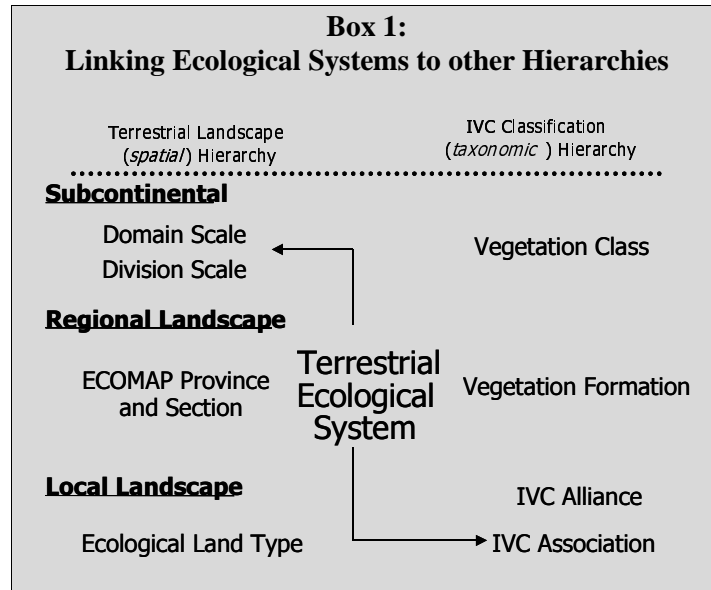 Box 1:
Linking Ecological Systems to other Hierarchies
Terrestrial Landscape
(spatial) Hierarchy
IVC Classification
(taxonomic ) Hierarchy
Subcontinental
Domain Scale
Division Scale
Vegetation Class
Regional Landscape
ECOMAP Province
and Section
Terrestrial
Ecological
System
Vegetation Formation
Local Landscape
Ecological Land Type
IVC Alliance
IVC Association